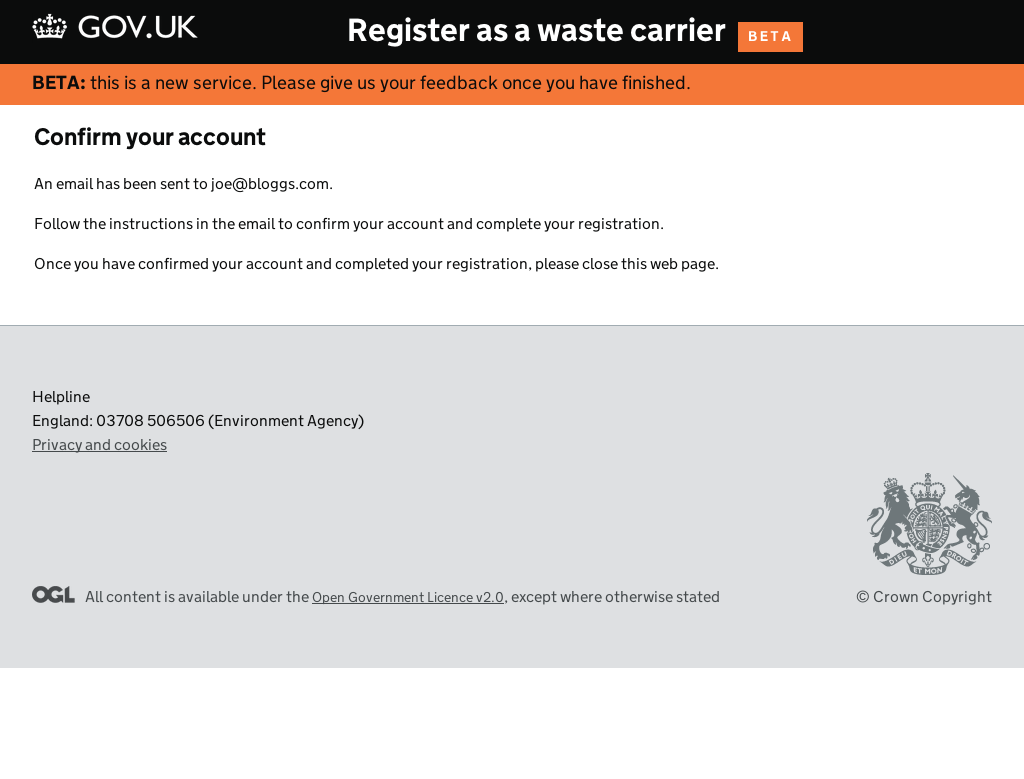 GOV.UK
Register as a waste carrier BETA
BETA: this is a new service. Please give us your feedback once you have finished.
Confirm your account
An email has been sent to joe@bloggs.com.
Follow the instructions in the email to confirm your account and complete your registration.
Once you have confirmed your account and completed your registration, please close this web page.
Helpline
England: 03708 506506 (Environment Agency)
Privacy and cookies
DIEU ET MON DROIT
OGL All content is available under the Open Government Licence v2.0, except where otherwise stated
© Crown Copyright